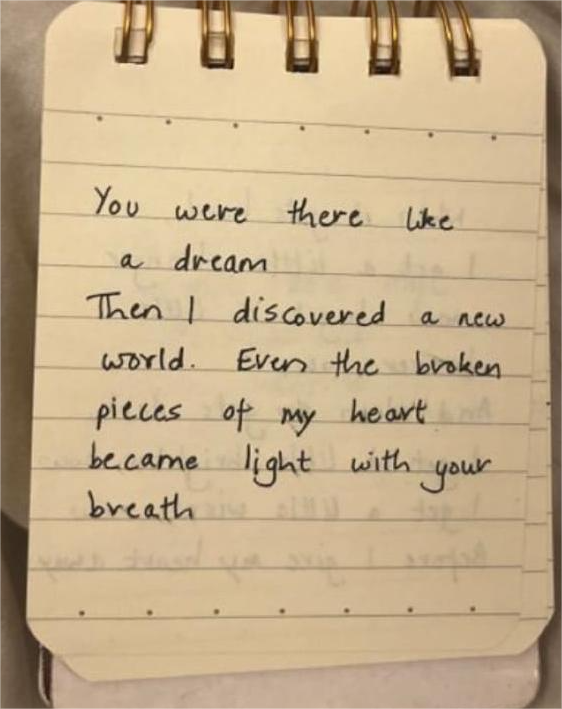 You were there like
a dream
Then I discovered a new
world. Even the broken
pieces of my heart
became light with your
breath